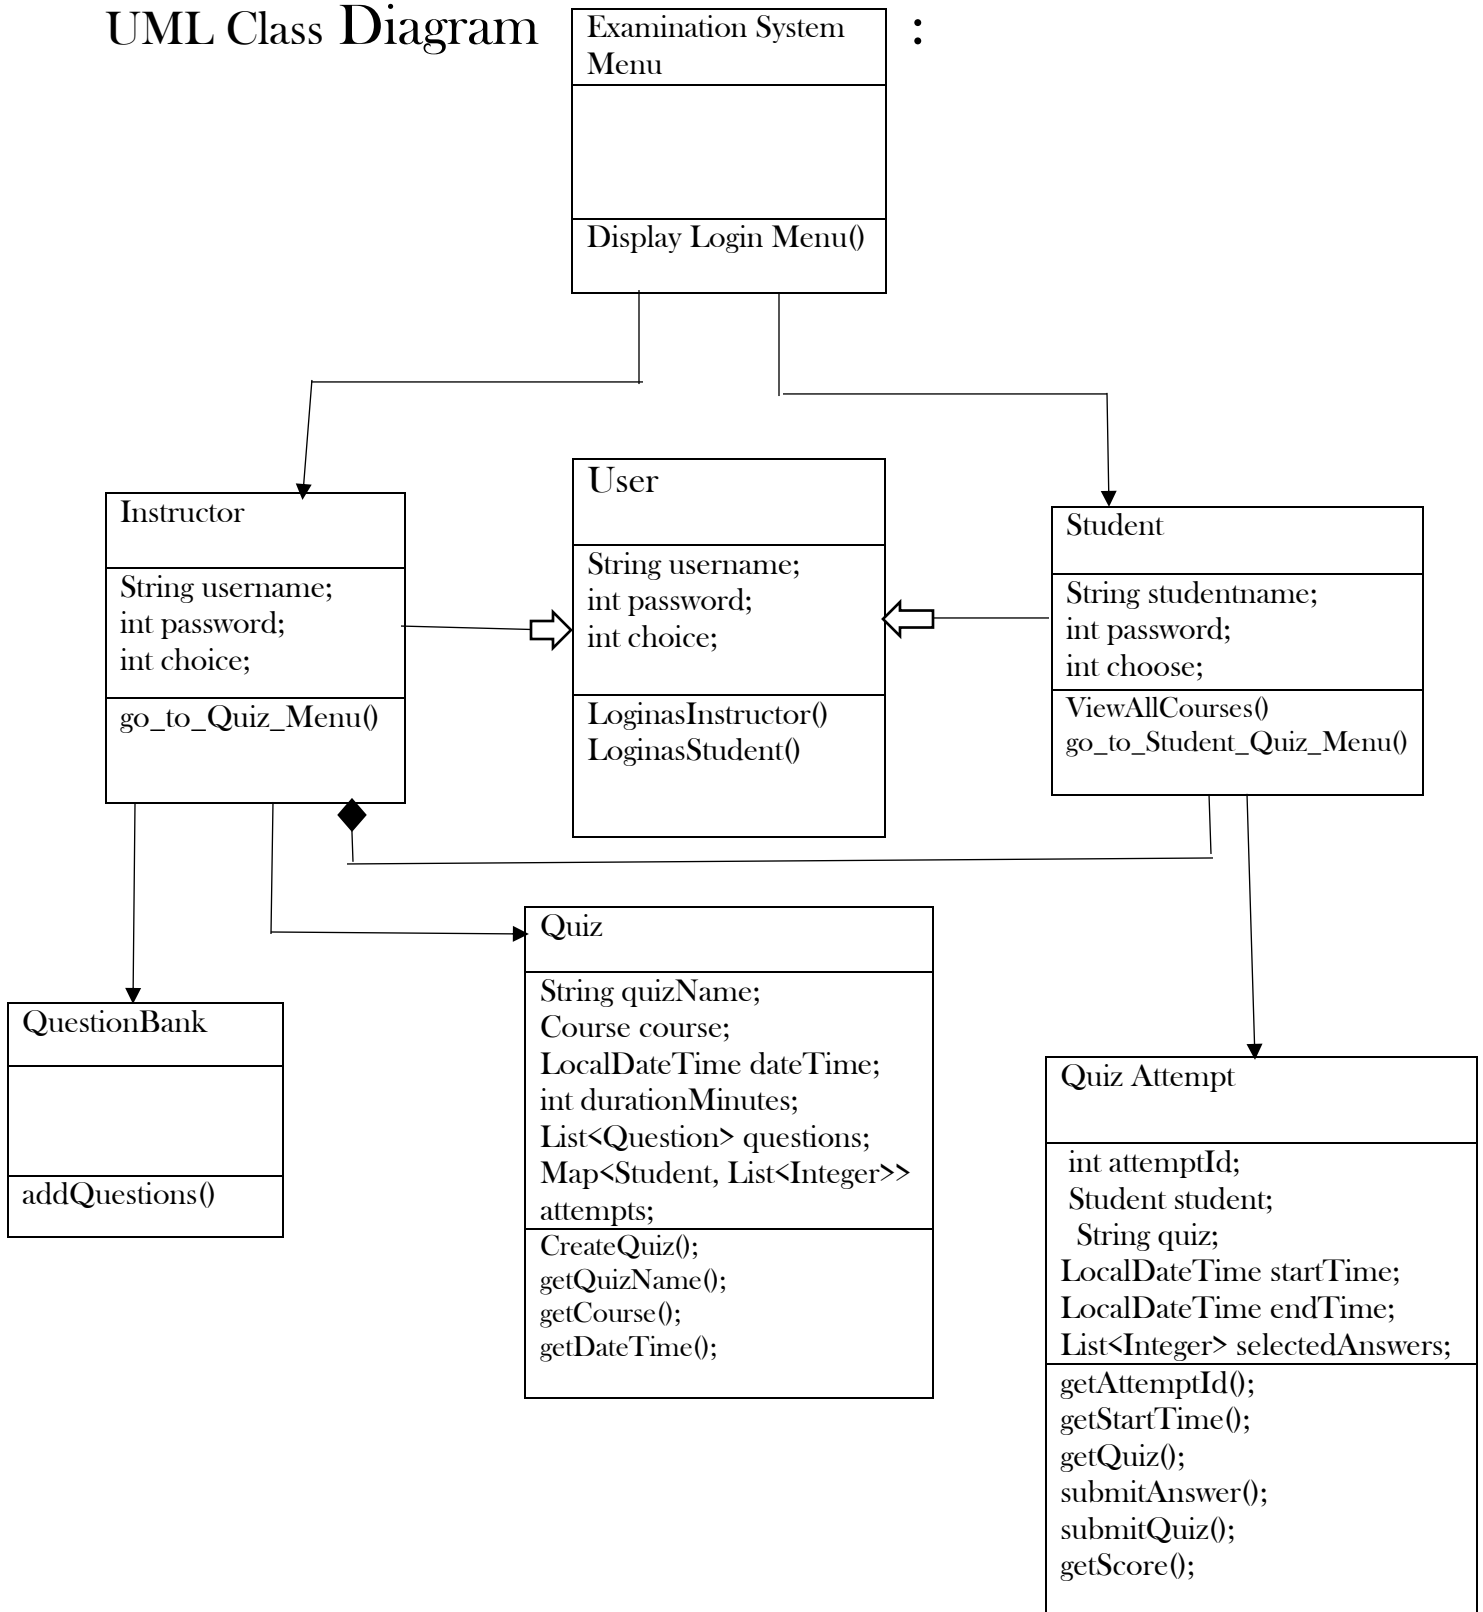 UML Class Diagram :
Examination System
Menu
Display Login Menu()
Instructor
String username;
int password;
int choice;
go_to_Quiz_Menu()
User
String username;
int password;
int choice;
LoginasInstructor()
LoginasStudent()
Student
String studentname;
int password;
int choose;
ViewAllCourses()
go_to_Student_Quiz_Menu()
QuestionBank
addQuestions()
Quiz
String quizName;
Course course;
LocalDateTime dateTime;
int durationMinutes;
List<Question> questions;
Map<Student, List<Integer>>
attempts;
CreateQuiz();
getQuizName();
getCourse();
getDateTime();
Quiz Attempt
int attemptId;
Student student;
String quiz;
LocalDateTime startTime;
LocalDateTime endTime;
List<Integer> selectedAnswers;
getAttemptId();
getStartTime();
getQuiz();
submitAnswer();
submitQuiz();
getScore();